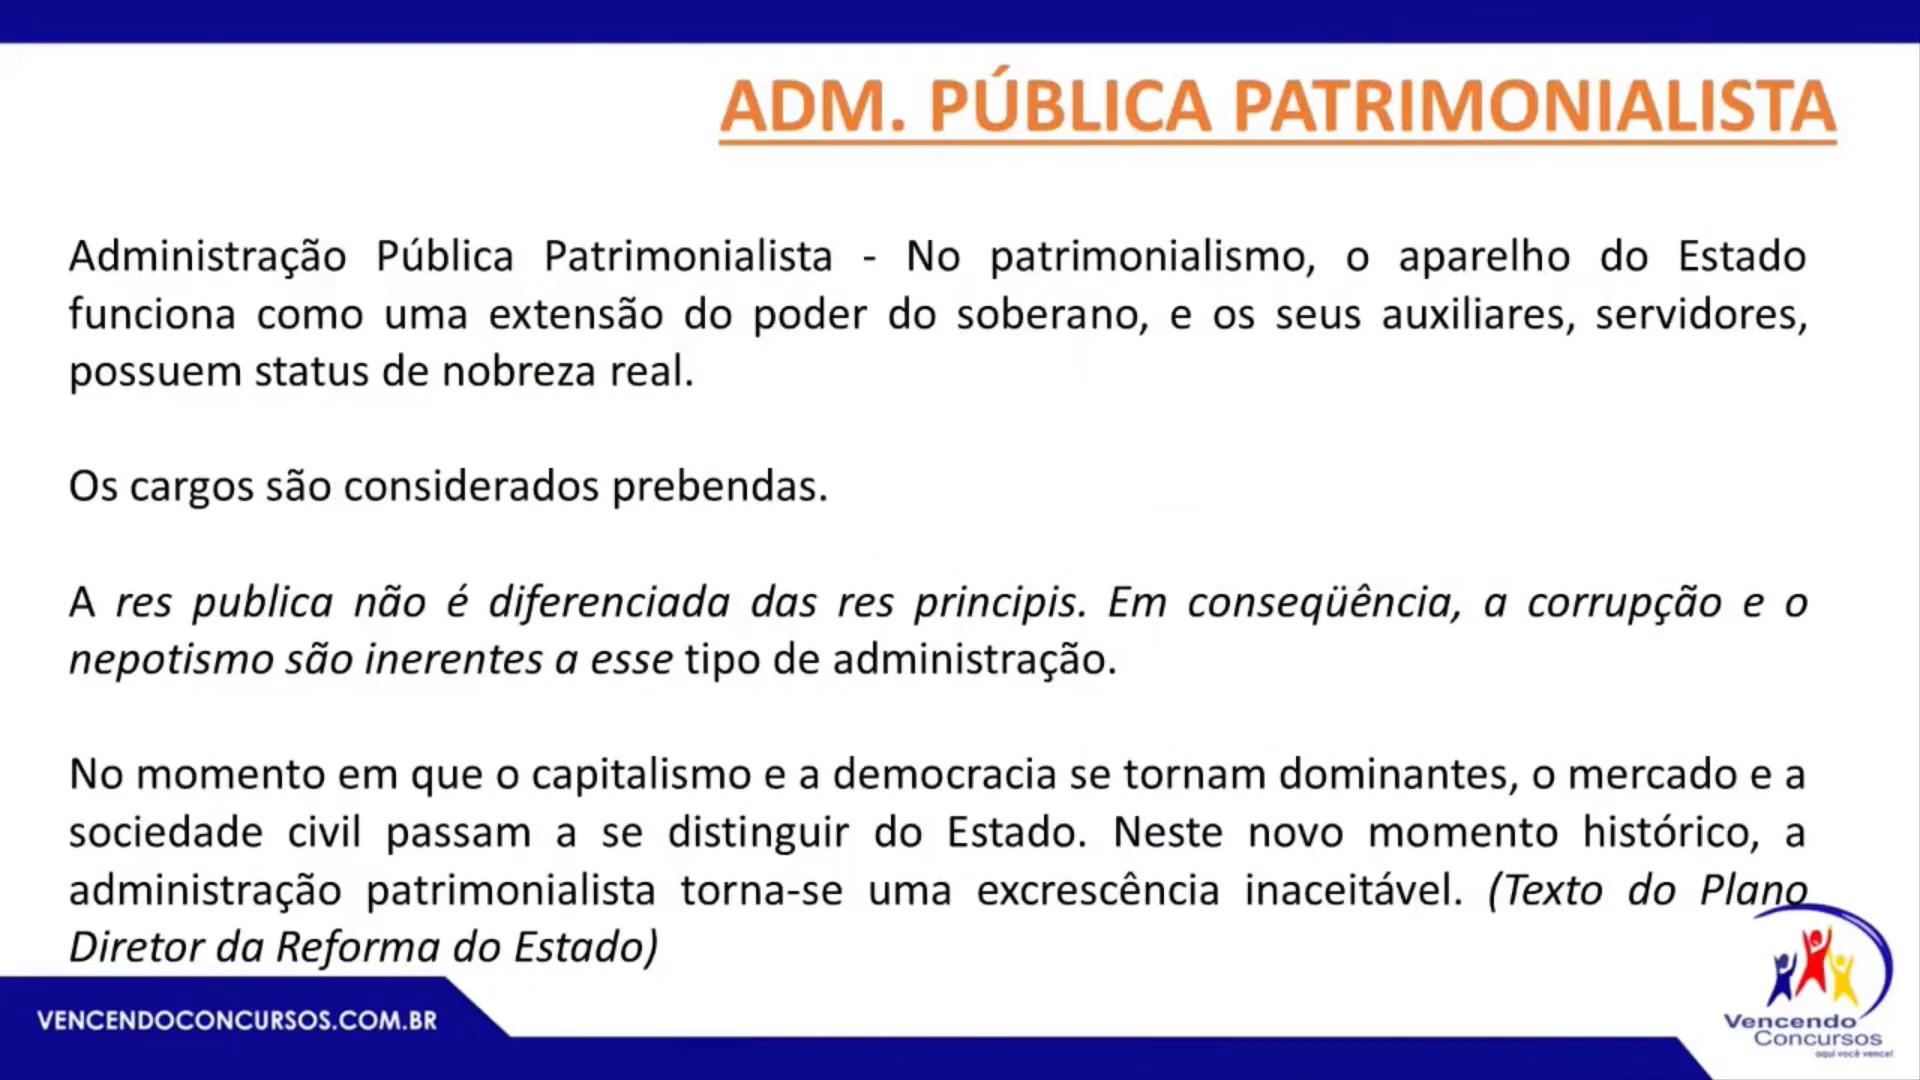 ADM. PÚBLICA PATRIMONIALISTA
Administração Pública Patrimonialista - No patrimonialismo, o aparelho do Estado
funciona como uma extensão do poder do soberano, e os seus auxiliares, servidores,
possuem status de nobreza real.
Os cargos são considerados prebendas.
A res publica não é diferenciada das res principis. Em conseqüência, a corrupção e o
nepotismo são inerentes a esse tipo de administração.
No momento em que o capitalismo e a democracia se tornam dominantes, o mercado e a
sociedade civil passam a se distinguir do Estado. Neste novo momento histórico, a
administração patrimonialista torna-se uma excrescência inaceitável. (Texto do Plano
Diretor da Reforma do Estado)
VENCENDOCONCURSOS.COM.BR
Vencendo
Concursos
aqui você vence!